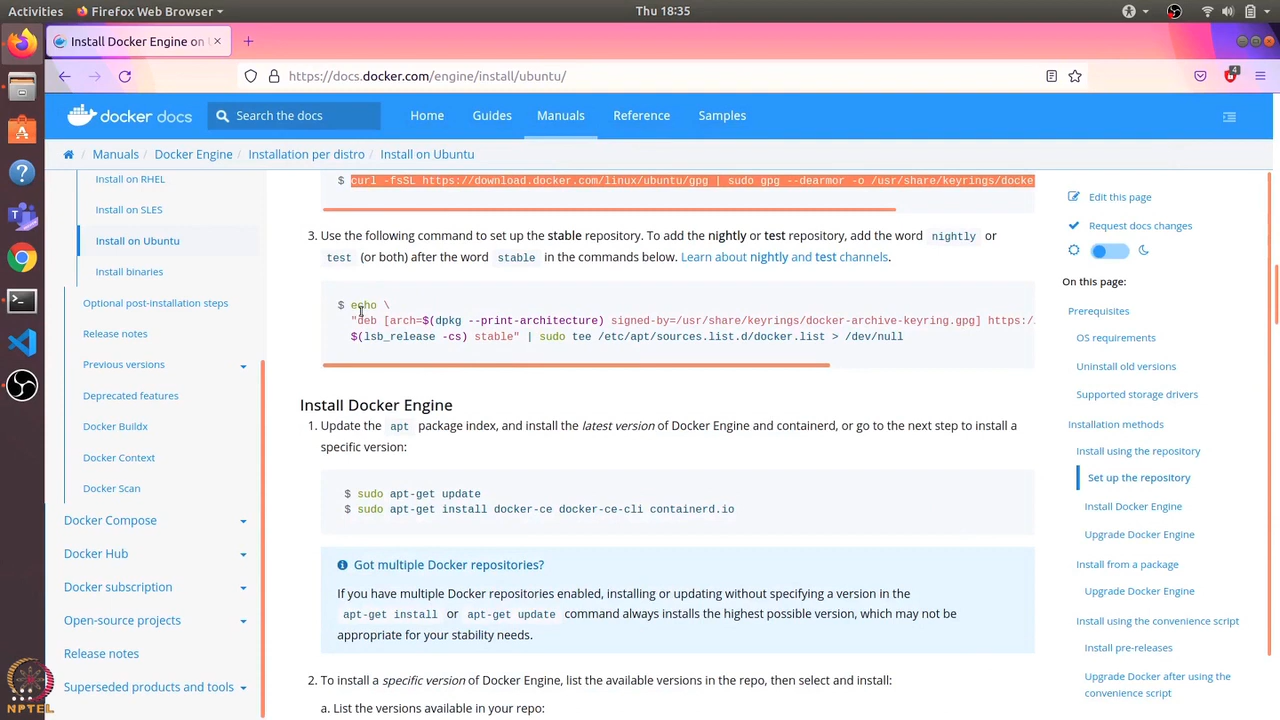 Activities
Firefox Web Browser
Thu 18:35
Install Docker Engine on
https://docs.docker.com/engine/install/ubuntu/
4
docker docs
Search the docs
Home
Guides
Manuals
Reference
Samples
Manuals / Docker Engine / Installation per distro / Install on Ubuntu
Install on RHEL
Install on SLES
Install on Ubuntu
Install binaries
Optional post-installation steps
Release notes
Previous versions
Deprecated features
Docker Buildx
Docker Context
Docker Scan
Docker Compose
Docker Hub
Docker subscription
Open-source projects
Release notes
Superseded products and tools
$ curl -fsSL https://download.docker.com/linux/ubuntu/gpg | sudo gpg --dearmor -o /usr/share/keyrings/docke
3. Use the following command to set up the stable repository. To add the nightly or test repository, add the word nightly or
test (or both) after the word stable in the commands below. Learn about nightly and test channels.
$ echo \
"deb [arch=$(dpkg --print-architecture) signed-by=/usr/share/keyrings/docker-archive-keyring.gpg] https:/
$(lsb_release -cs) stable" | sudo tee /etc/apt/sources.list.d/docker.list > /dev/null
Install Docker Engine
1. Update the apt package index, and install the latest version of Docker Engine and containerd, or go to the next step to install a
specific version:
$ sudo apt-get update
$ sudo apt-get install docker-ce docker-ce-cli containerd.io
Got multiple Docker repositories?
If you have multiple Docker repositories enabled, installing or updating without specifying a version in the
apt-get install or apt-get update command always installs the highest possible version, which may not be
appropriate for your stability needs.
2. To install a specific version of Docker Engine, list the available versions in the repo, then select and install:
a. List the versions available in your repo:
Edit this page
Request docs changes
On this page:
Prerequisites
OS requirements
Uninstall old versions
Supported storage drivers
Installation methods
Install using the repository
Set up the repository
Install Docker Engine
Upgrade Docker Engine
Install from a package
Upgrade Docker Engine
Install using the convenience script
Install pre-releases
Upgrade Docker after using the
convenience script
NPTEL